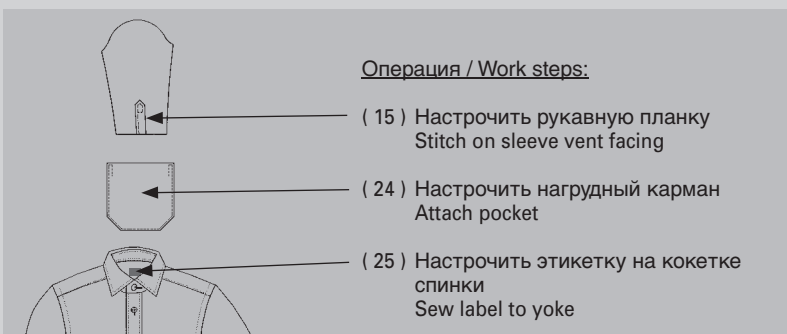 Операция / Work steps:
( 15 ) Настрочить рукавную планку
Stitch on sleeve vent facing
( 24 ) Настрочить нагрудный карман
Attach pocket
( 25 ) Настрочить этикетку на кокетке
спинки
Sew label to yoke